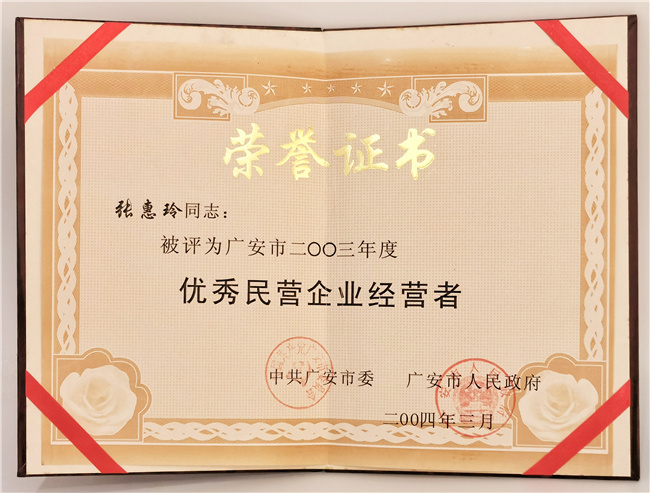 荣誉证书
张惠玲同志：
被评为广安市二〇〇三年度
优秀民营企业经营者
中共广安市委 广安市人民政府
二〇〇四年三月